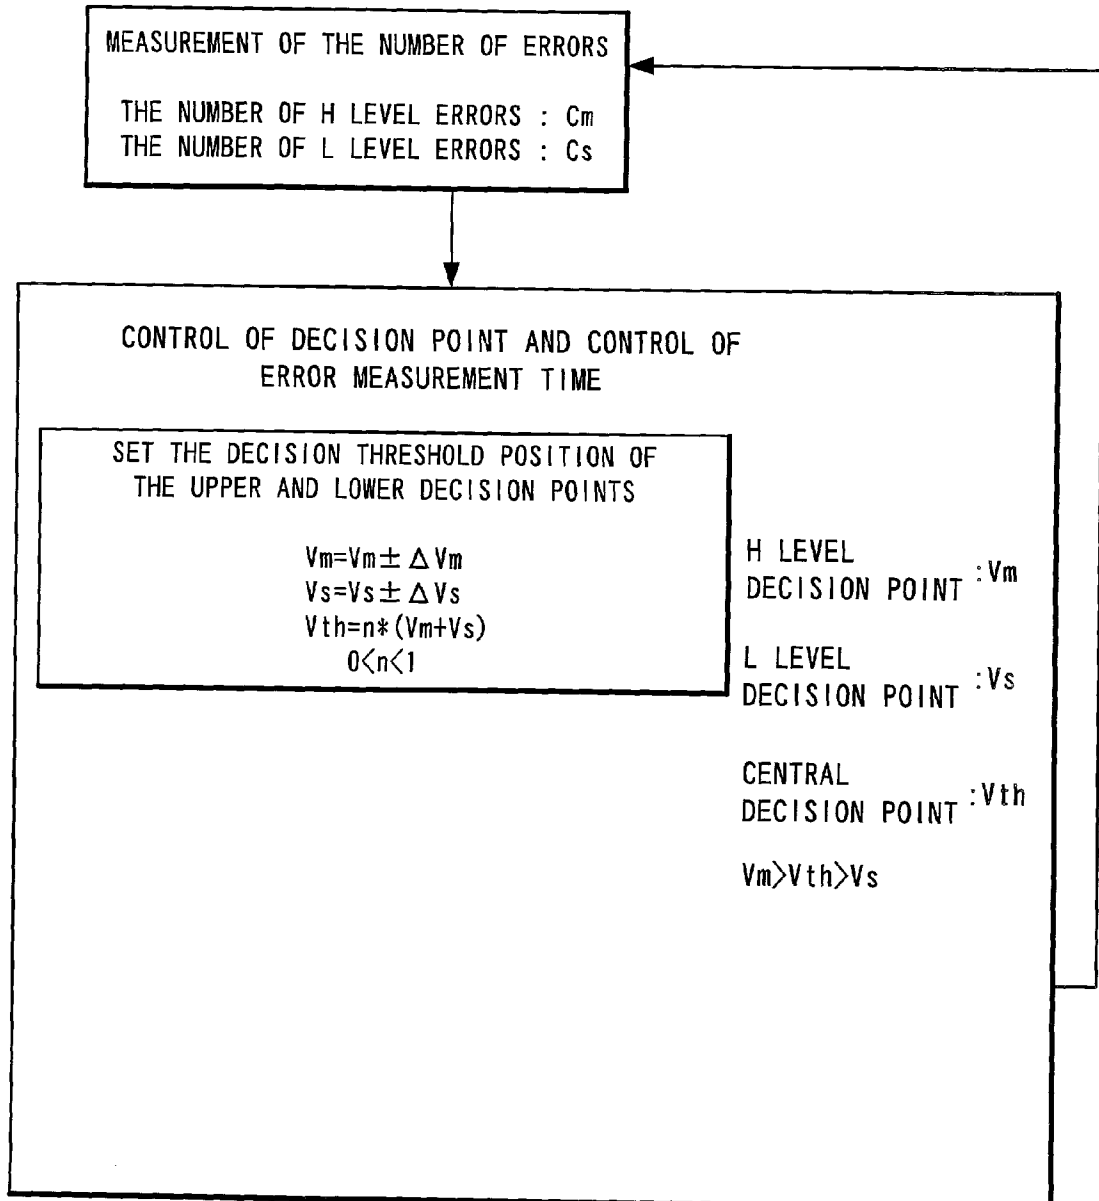 MEASUREMENT OF THE NUMBER OF ERRORS
THE NUMBER OF H LEVEL ERRORS : Cm
THE NUMBER OF L LEVEL ERRORS : Cs
CONTROL OF DECISION POINT AND CONTROL OF
ERROR MEASUREMENT TIME
SET THE DECISION THRESHOLD POSITION OF
THE UPPER AND LOWER DECISION POINTS
Vm=Vm±ΔVm
Vs=Vs±ΔVs
Vth=n*(Vm+Vs)
0<n<1
H LEVEL
DECISION POINT :Vm
L LEVEL
DECISION POINT :Vs
CENTRAL
DECISION POINT :Vth
Vm>Vth>Vs